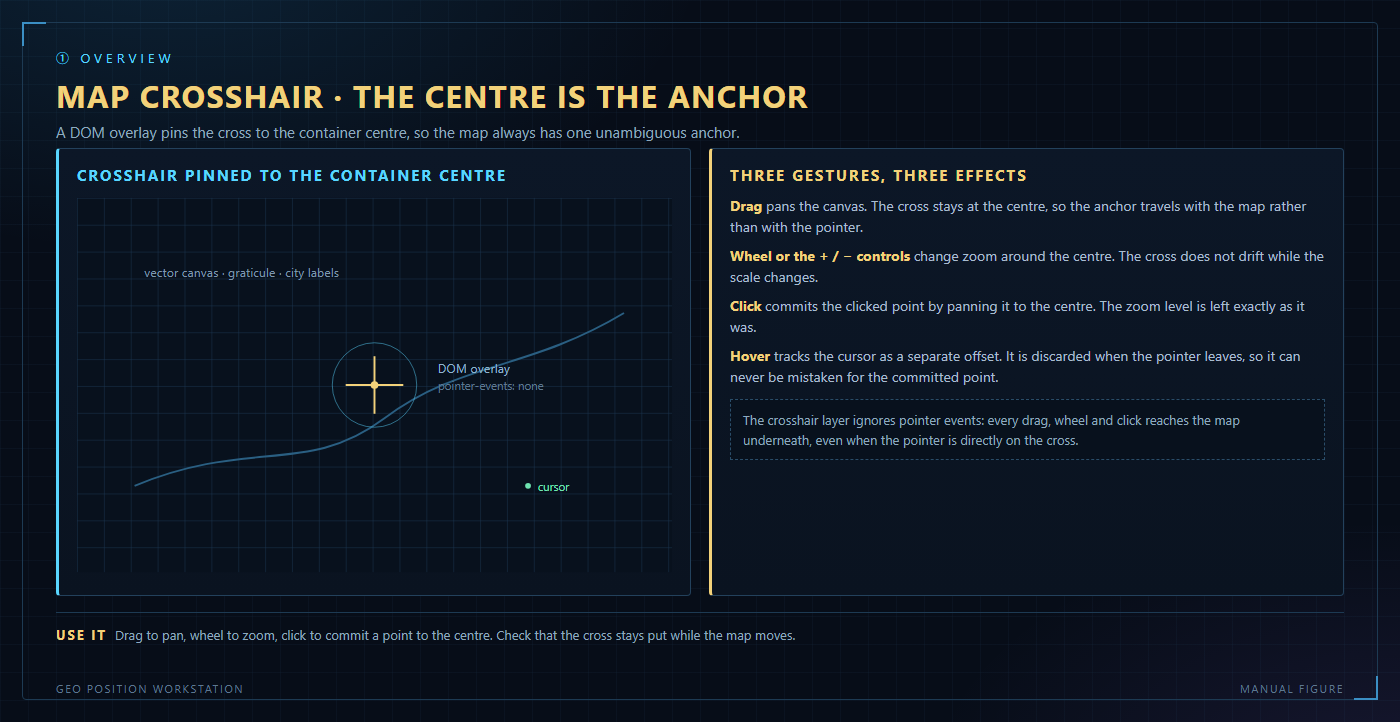 ① OVERVIEW
MAP CROSSHAIR · THE CENTRE IS THE ANCHOR
A DOM overlay pins the cross to the container centre, so the map always has one unambiguous anchor.
CROSSHAIR PINNED TO THE CONTAINER CENTRE
vector canvas · graticule · city labels
DOM overlay
pointer-events: none
cursor
THREE GESTURES, THREE EFFECTS
Drag pans the canvas. The cross stays at the centre, so the anchor travels with the map rather
than with the pointer.
Wheel or the + / − controls change zoom around the centre. The cross does not drift while the
scale changes.
Click commits the clicked point by panning it to the centre. The zoom level is left exactly as it
was.
Hover tracks the cursor as a separate offset. It is discarded when the pointer leaves, so it can
never be mistaken for the committed point.
The crosshair layer ignores pointer events: every drag, wheel and click reaches the map
underneath, even when the pointer is directly on the cross.
USE IT Drag to pan, wheel to zoom, click to commit a point to the centre. Check that the cross stays put while the map moves.
GEO POSITION WORKSTATION
MANUAL FIGURE